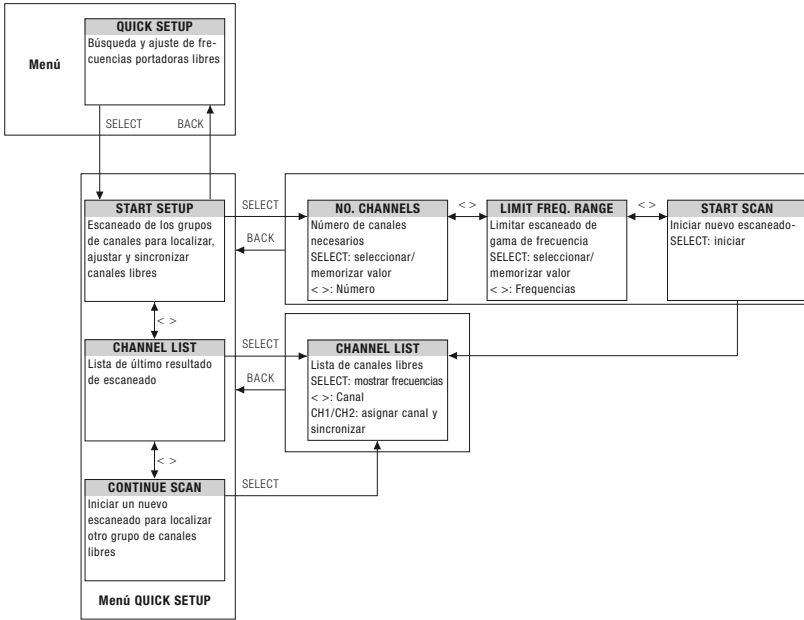 QUICK SETUP
Búsqueda y ajuste de fre-
cuencias portadoras libres
Menú
SELECT
BACK
START SETUP
Escaneado de los grupos
de canales para localizar,
ajustar y sincronizar
canales libres
SELECT
BACK
NO. CHANNELS
Número de canales
necesarios
SELECT: seleccionar/
memorizar valor
< >: Número
< >
LIMIT FREQ. RANGE
Limitar escaneado de
gama de frecuencia
SELECT: seleccionar/
memorizar valor
< >: Frequencias
< >
START SCAN
Iniciar nuevo escaneado-
SELECT: iniciar
< >
CHANNEL LIST
Lista de último resultado
de escaneado
SELECT
BACK
CHANNEL LIST
Lista de canales libres
SELECT: mostrar frecuencias
< >: Canal
CH1/CH2: asignar canal y
sincronizar
< >
CONTINUE SCAN
Iniciar un nuevo
escaneado para localizar
otro grupo de canales
libres
SELECT
Menú QUICK SETUP